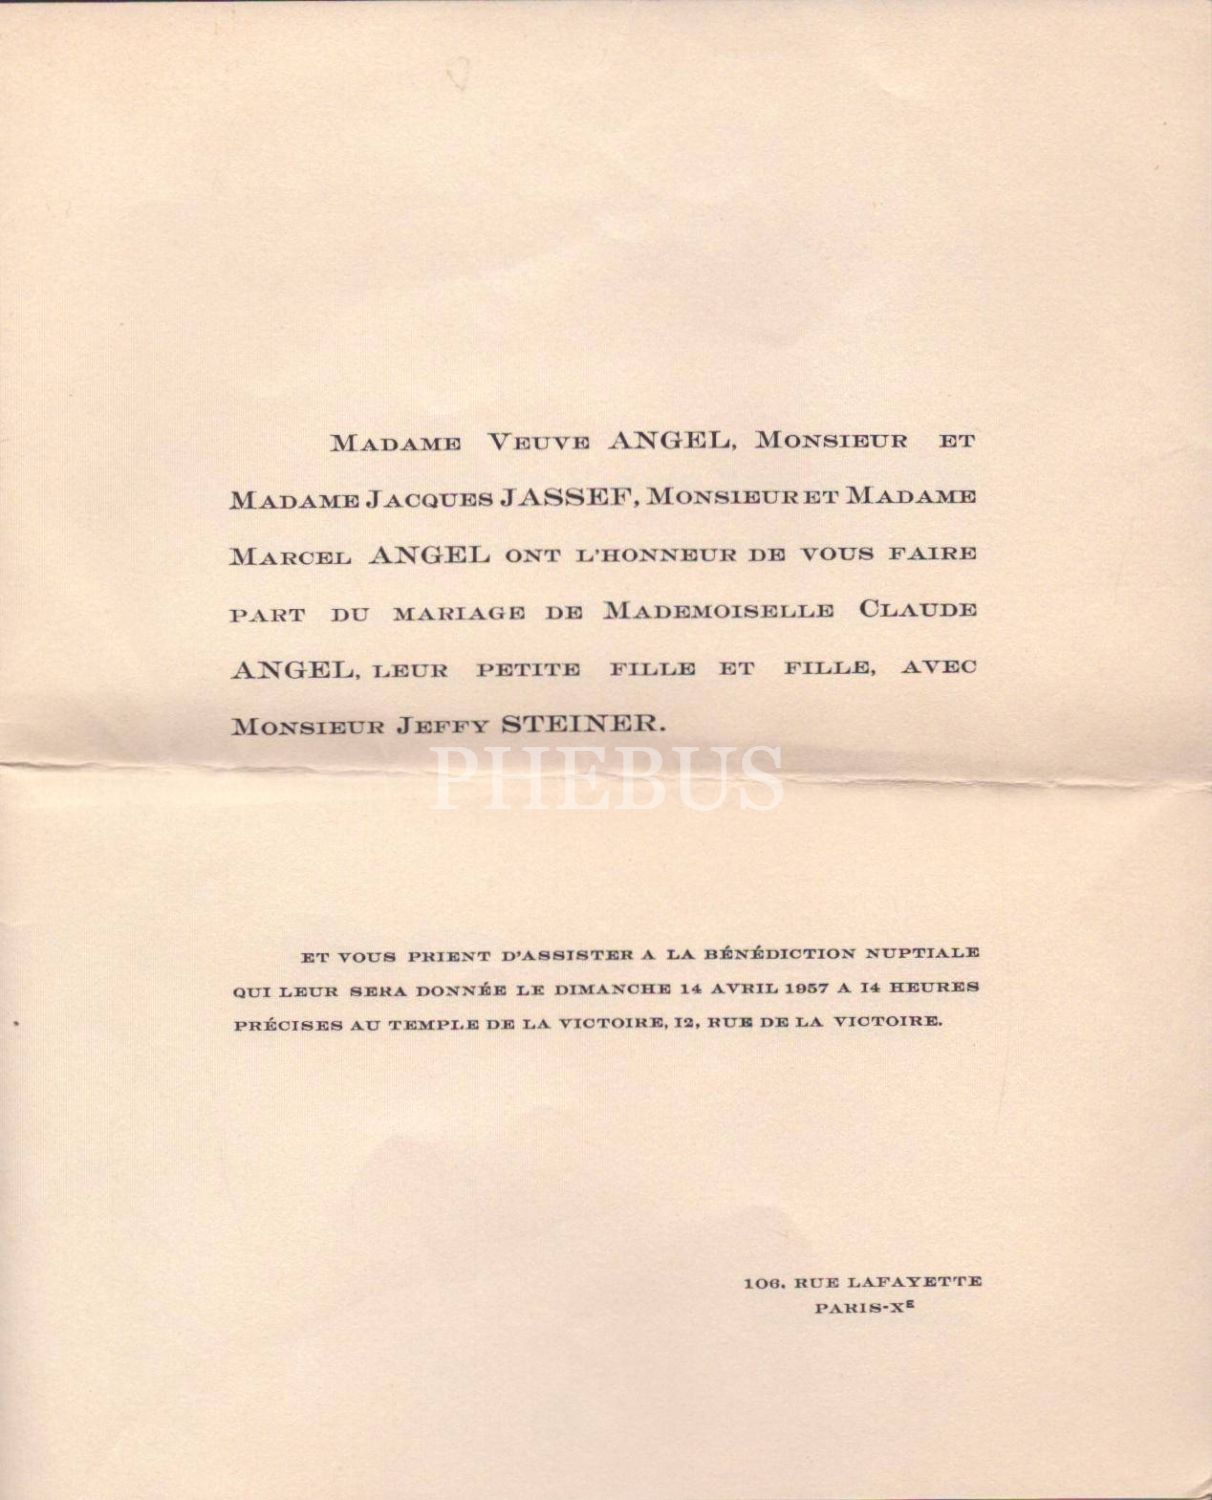 MADAME VEUVE ANGEL, MONSIEUR ET
MADAME JACQUES JASSEF, MONSIEUR ET MADAME
MARCEL ANGEL ONT L'HONNEUR DE VOUS FAIRE
PART DU MARIAGE DE MADEMOISELLE CLAUDE
ANGEL, LEUR PETITE FILLE ET FILLE, AVEC
MONSIEUR JEFFY STEINER.
PHEBUS
ET VOUS PRIENT D'ASSISTER A LA BÉNÉDICTION NUPTIALE
QUI LEUR SERA DONNÉE LE DIMANCHE 14 AVRIL 1957 A 14 HEURES
PRÉCISES AU TEMPLE DE LA VICTOIRE, 12, RUE DE LA VICTOIRE.
106, RUE LAFAYETTE
PARIS-XE